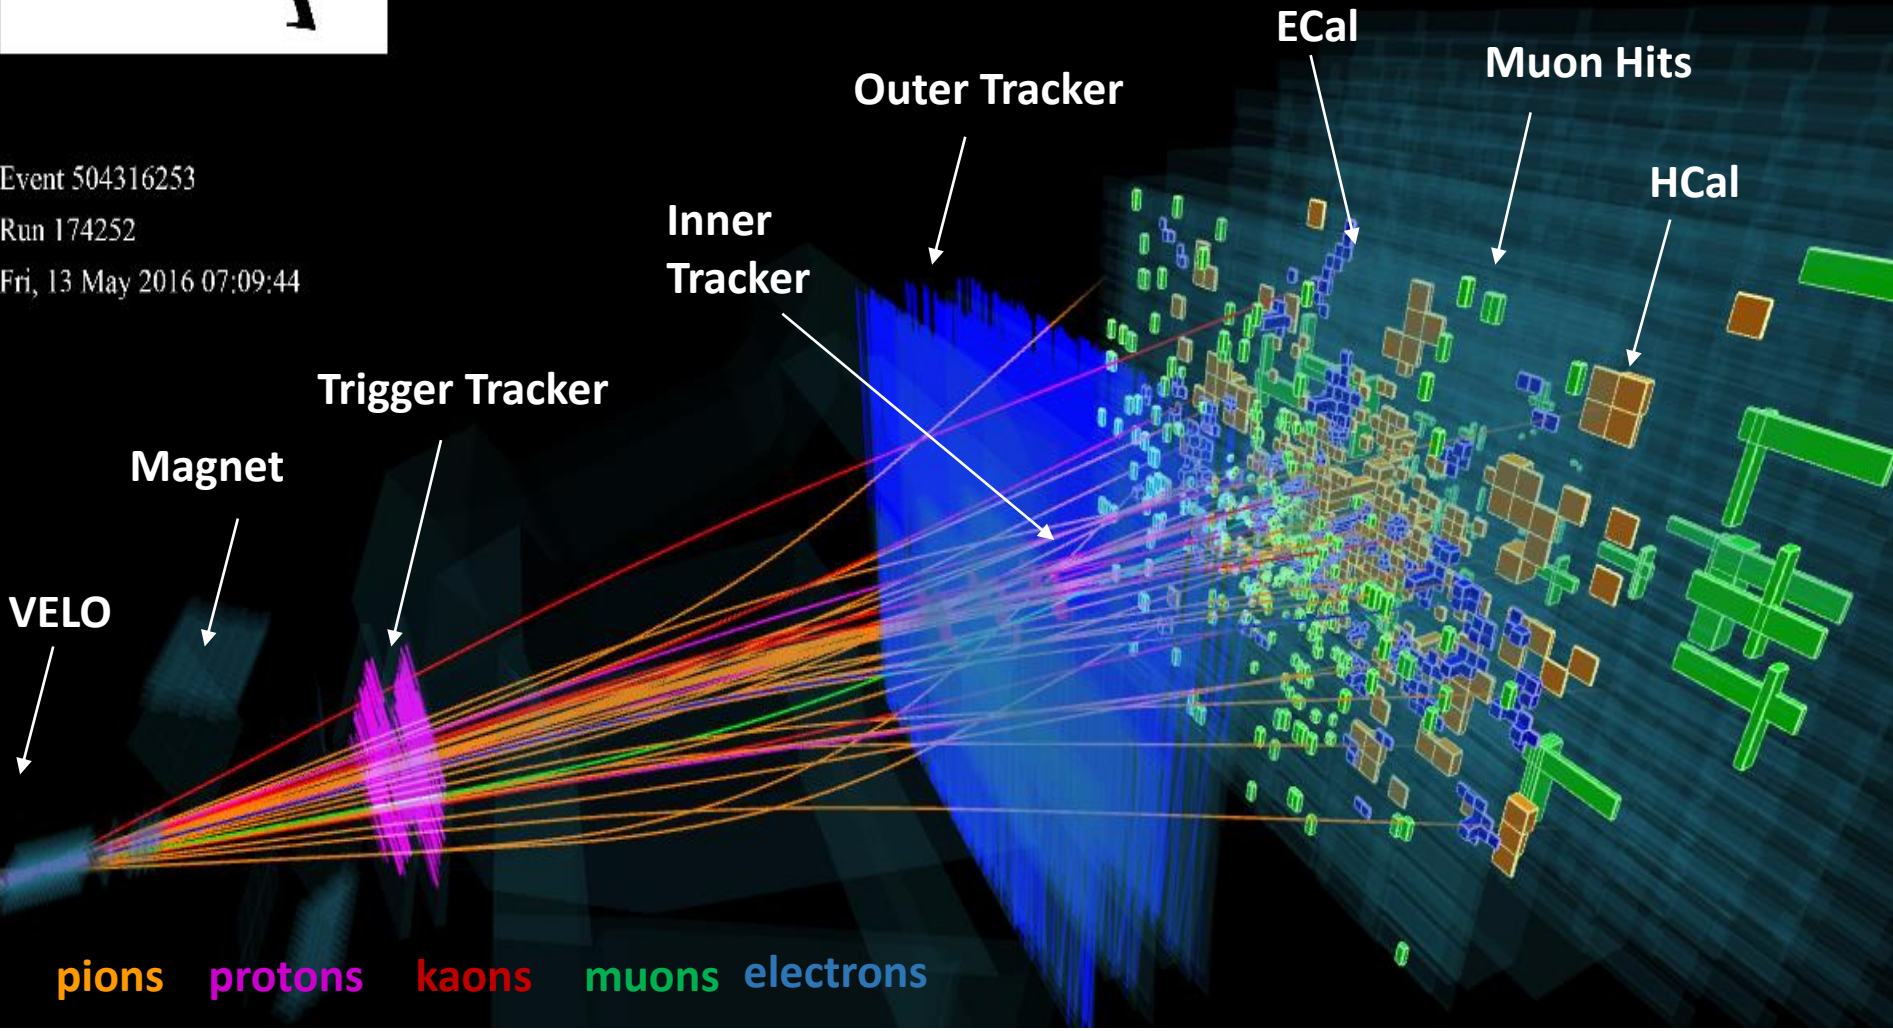 ECal
Muon Hits
Outer Tracker
HCal
Event 504316253
Run 174252
Fri, 13 May 2016 07:09:44
Inner
Tracker
Trigger Tracker
Magnet
VELO
pions protons kaons muons electrons